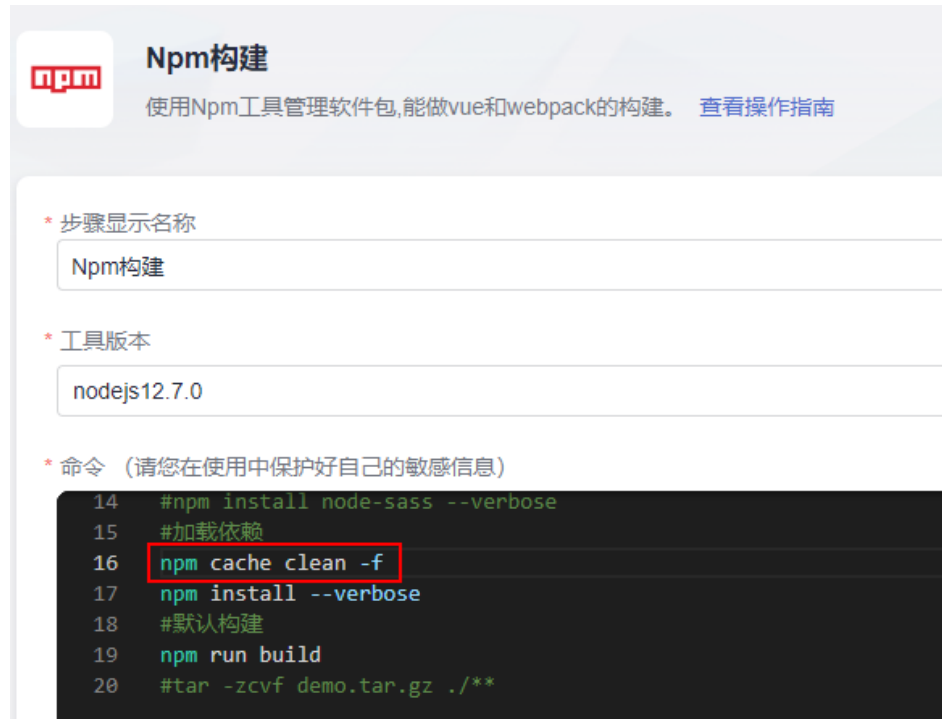 npm
Npm构建
使用Npm工具管理软件包,能做vue和webpack的构建。 查看操作指南
* 步骤显示名称
Npm构建
* 工具版本
nodejs12.7.0
* 命令 （请您在使用中保护好自己的敏感信息）
14 #npm install node-sass --verbose
15 #加载依赖
16 npm cache clean -f
17 npm install --verbose
18 #默认构建
19 npm run build
20 #tar -zcvf demo.tar.gz ./**